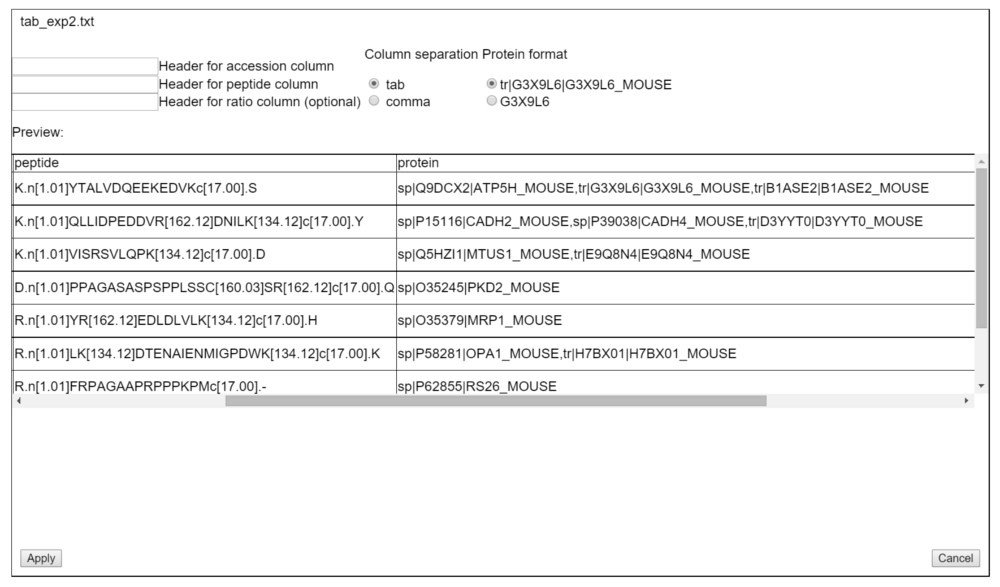 tab_exp2.txt
Column separation Protein format
Header for accession column
Header for peptide column tab tr|G3X9L6|G3X9L6_MOUSE
Header for ratio column (optional) comma G3X9L6
Preview:
peptide protein
K.n[1.01]YTALVDQEEKEDVKc[17.00].S sp|Q9DCX2|ATP5H_MOUSE,tr|G3X9L6|G3X9L6_MOUSE,tr|B1ASE2|B1ASE2_MOUSE
K.n[1.01]QLLIDPEDDVR[162.12]DNILK[134.12]c[17.00].Y sp|P15116|CADH2_MOUSE,sp|P39038|CADH4_MOUSE,tr|D3YYT0|D3YYT0_MOUSE
K.n[1.01]VISRSVLQPK[134.12]c[17.00].D sp|Q5HZI1|MTUS1_MOUSE,tr|E9Q8N4|E9Q8N4_MOUSE
D.n[1.01]PPAGASASPSPPLSSC[160.03]SR[162.12]c[17.00].Q sp|O35245|PKD2_MOUSE
R.n[1.01]YR[162.12]EDLDLVLK[134.12]c[17.00].H sp|O35379|MRP1_MOUSE
R.n[1.01]LK[134.12]DTENAIENMIGPDWK[134.12]c[17.00].K sp|P58281|OPA1_MOUSE,tr|H7BX01|H7BX01_MOUSE
R.n[1.01]FRPAGAAPRPPPKPMc[17.00].- sp|P62855|RS26_MOUSE
Apply Cancel